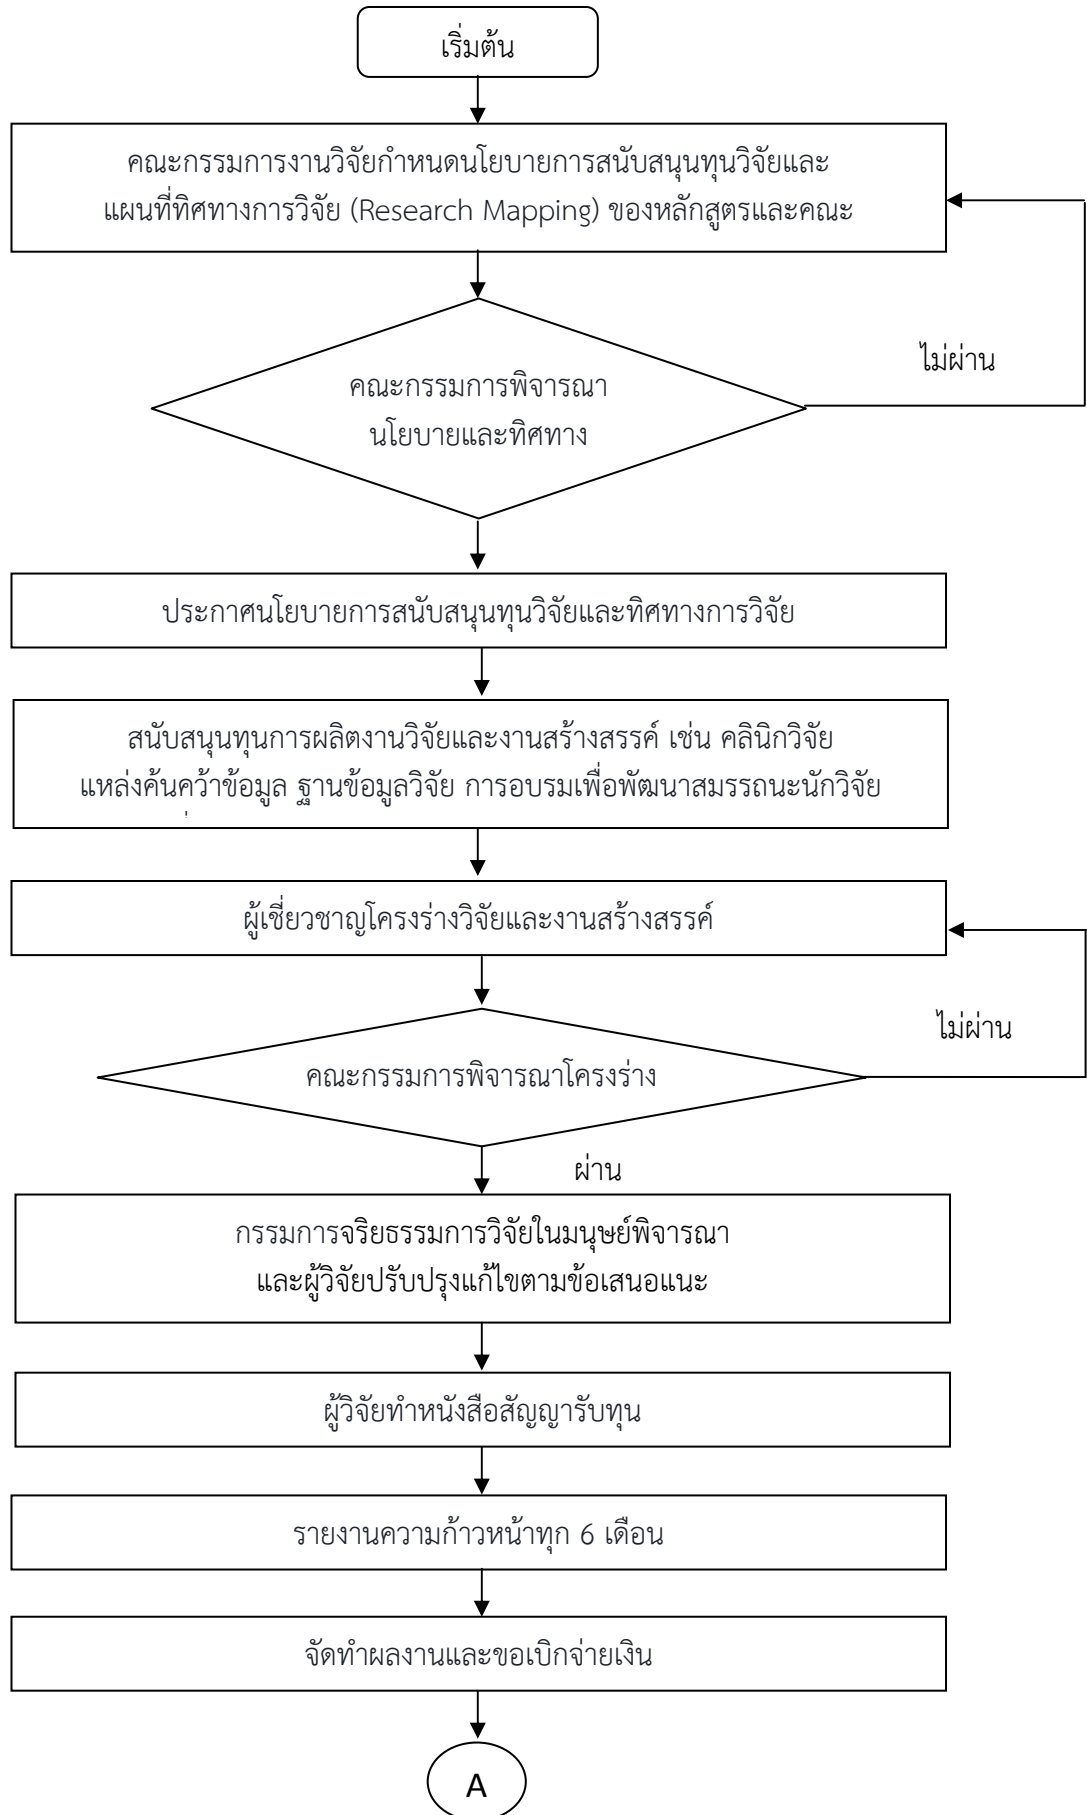 เริ่มต้น
คณะกรรมการงานวิจัยกำหนดนโยบายการสนับสนุนทุนวิจัยและ
แผนที่ทิศทางการวิจัย (Research Mapping) ของหลักสูตรและคณะ
ไม่ผ่าน
คณะกรรมการพิจารณา
นโยบายและทิศทาง
ประกาศนโยบายการสนับสนุนทุนวิจัยและทิศทางการวิจัย
สนับสนุนทุนการผลิตงานวิจัยและงานสร้างสรรค์ เช่น คลินิกวิจัย
แหล่งค้นคว้าข้อมูล ฐานข้อมูลวิจัย การอบรมเพื่อพัฒนาสมรรถนะนักวิจัย
ผู้เชี่ยวชาญโครงร่างวิจัยและงานสร้างสรรค์
ไม่ผ่าน
คณะกรรมการพิจารณาโครงร่าง
ผ่าน
กรรมการจริยธรรมการวิจัยในมนุษย์พิจารณา
และผู้วิจัยปรับปรุงแก้ไขตามข้อเสนอแนะ
ผู้วิจัยทำหนังสือสัญญารับทุน
รายงานความก้าวหน้าทุก 6 เดือน
จัดทำผลงานและขอเบิกจ่ายเงิน
A